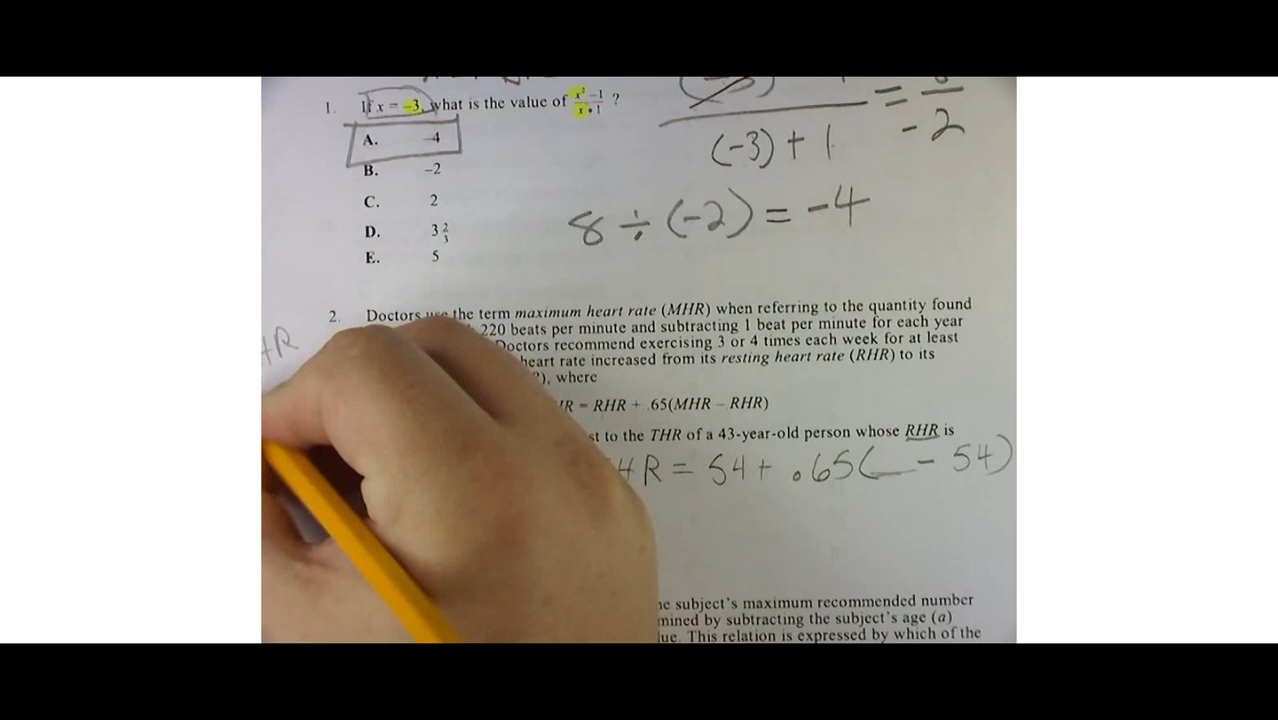 1. If x = -3, what is the value of x² - 1 / x + 1 ?
A. -4
B. -2
C. 2
D. 3 2/3
E. 5
(-3) + 1
= - 2
8 ÷ (-2) = -4
2. Doctors use the term maximum heart rate (MHR) when referring to the quantity found
220 beats per minute and subtracting 1 beat per minute for each year
Doctors recommend exercising 3 or 4 times each week for at least
heart rate increased from its resting heart rate (RHR) to its
), where
HR
= RHR + .65(MHR - RHR)
to the THR of a 43-year-old person whose RHR is
HR = 54 + .65(__ - 54)
subject's maximum recommended number
by subtracting the subject's age (a)
This relation is expressed by which of the